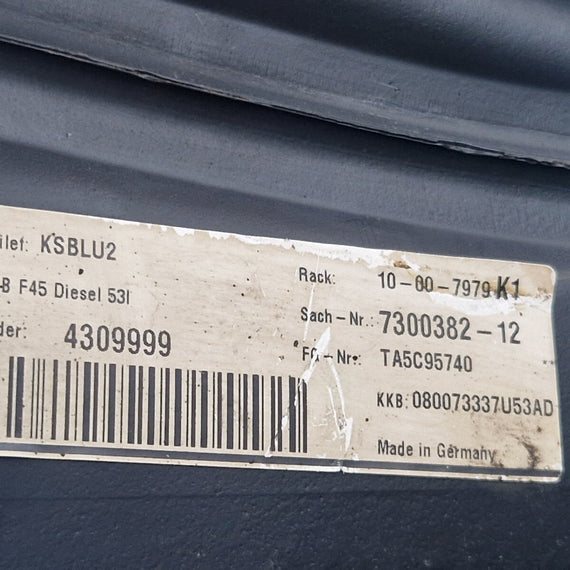 ilef: KSBLU2
Rack: 10-00-7979 K1
B F45 Diesel 53l
Sach-Nr.: 7300382-12
der: 4309999
FG-Nr: TA5C95740
KKB: 080073337U53AD
Made in Germany